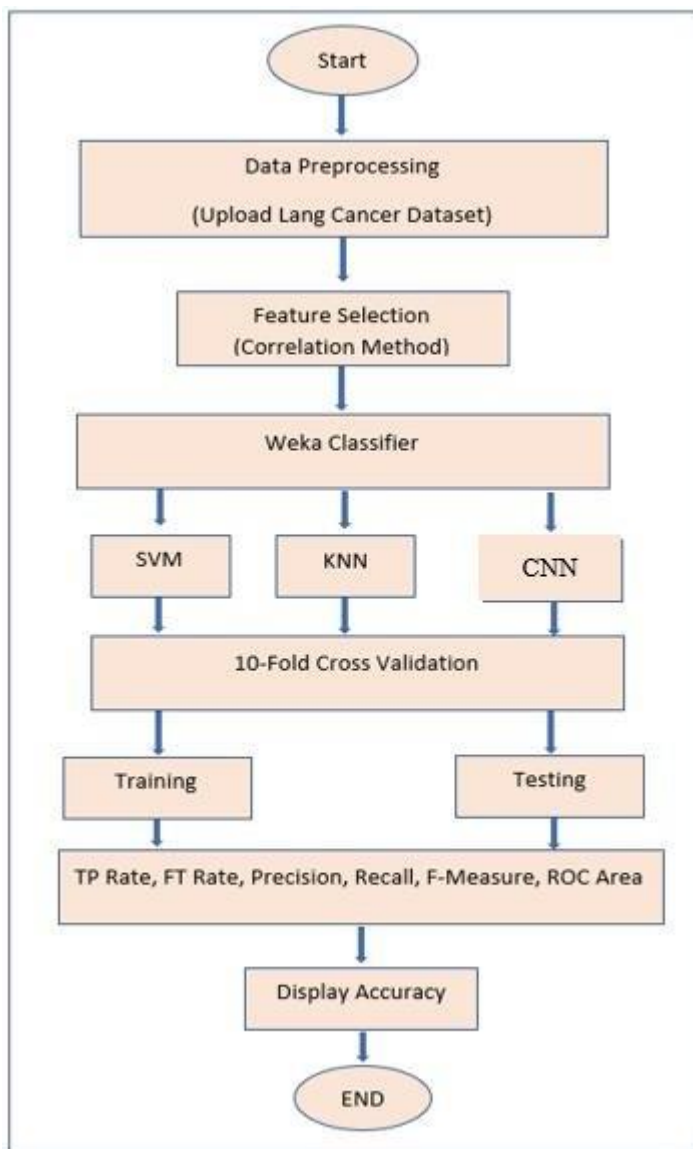 Start
Data Preprocessing
(Upload Lang Cancer Dataset)
Feature Selection
(Correlation Method)
Weka Classifier
SVM
KNN
CNN
10-Fold Cross Validation
Training
Testing
TP Rate, FT Rate, Precision, Recall, F-Measure, ROC Area
Display Accuracy
END